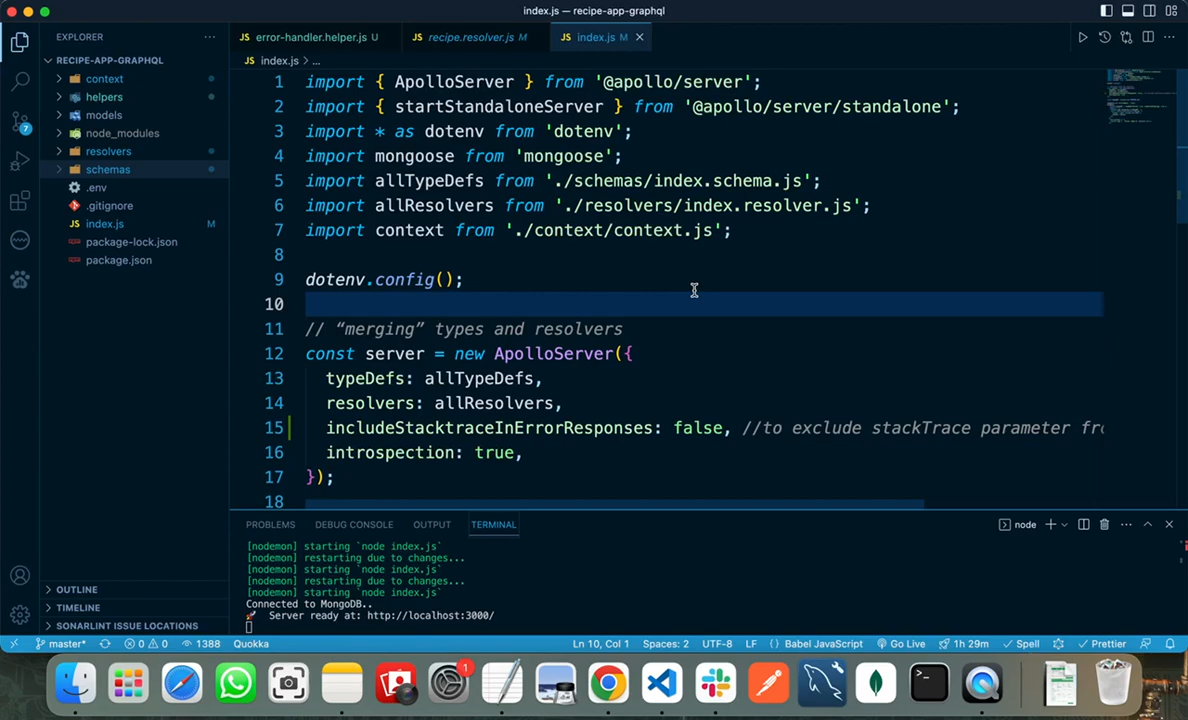 index.js — recipe-app-graphql
EXPLORER
RECIPE-APP-GRAPHQL
context
helpers
models
node_modules
resolvers
schemas
.env
.gitignore
index.js M
package-lock.json
package.json
OUTLINE
TIMELINE
SONARLINT ISSUE LOCATIONS
7
error-handler.helper.js U
recipe.resolver.js M
index.js M
index.js > ...
1 import { ApolloServer } from '@apollo/server';
2 import { startStandaloneServer } from '@apollo/server/standalone';
3 import * as dotenv from 'dotenv';
4 import mongoose from 'mongoose';
5 import allTypeDefs from './schemas/index.schema.js';
6 import allResolvers from './resolvers/index.resolver.js';
7 import context from './context/context.js';
8
9 dotenv.config();
10
11 // “merging” types and resolvers
12 const server = new ApolloServer({
13 typeDefs: allTypeDefs,
14 resolvers: allResolvers,
15 includeStacktraceInErrorResponses: false, //to exclude stackTrace parameter fr
16 introspection: true,
17 });
18
PROBLEMS DEBUG CONSOLE OUTPUT TERMINAL
node
[nodemon] starting `node index.js`
[nodemon] restarting due to changes...
[nodemon] starting `node index.js`
[nodemon] restarting due to changes...
[nodemon] starting `node index.js`
Connected to MongoDB..
🚀 Server ready at: http://localhost:3000/
master* 0 0 1388 Quokka Ln 10, Col 1 Spaces: 2 UTF-8 LF {} Babel JavaScript Go Live 1h 29m Spell Prettier
1